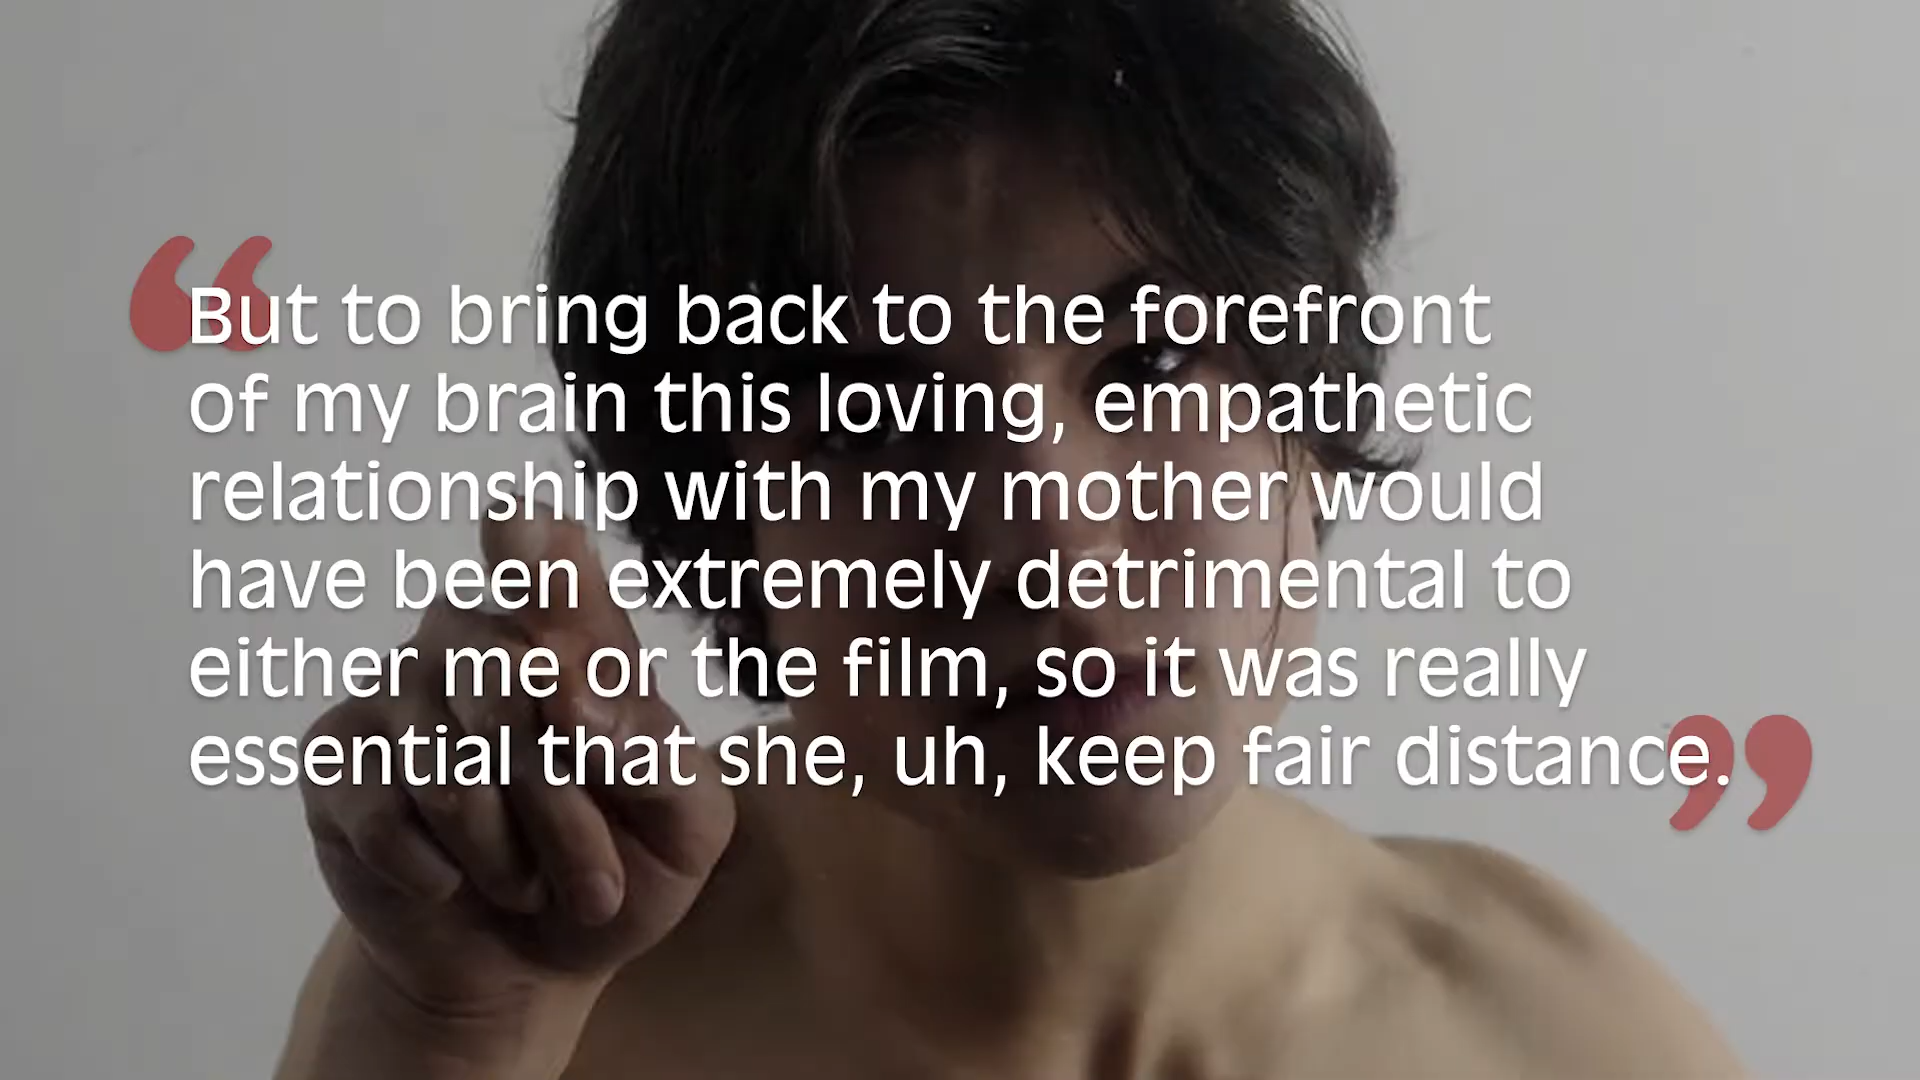 “But to bring back to the forefront
of my brain this loving, empathetic
relationship with my mother would
have been extremely detrimental to
either me or the film, so it was really
essential that she, uh, keep fair distance.”